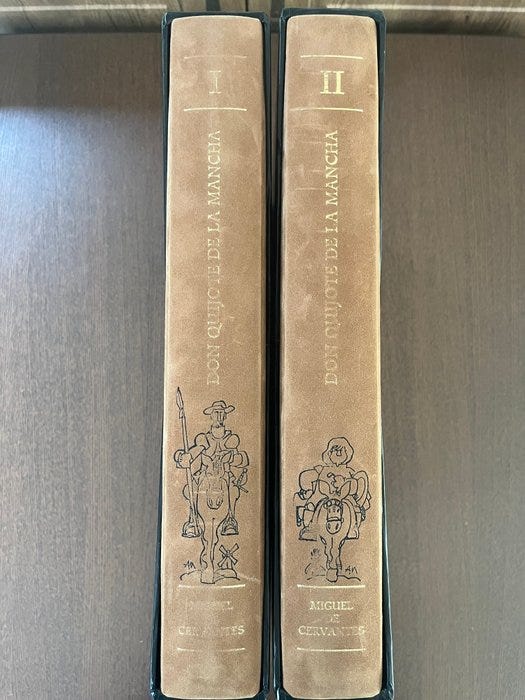 I
DON QUIJOTE DE LA MANCHA
MIGUEL
DE
CERVANTES
II
DON QUIJOTE DE LA MANCHA
MIGUEL
DE
CERVANTES